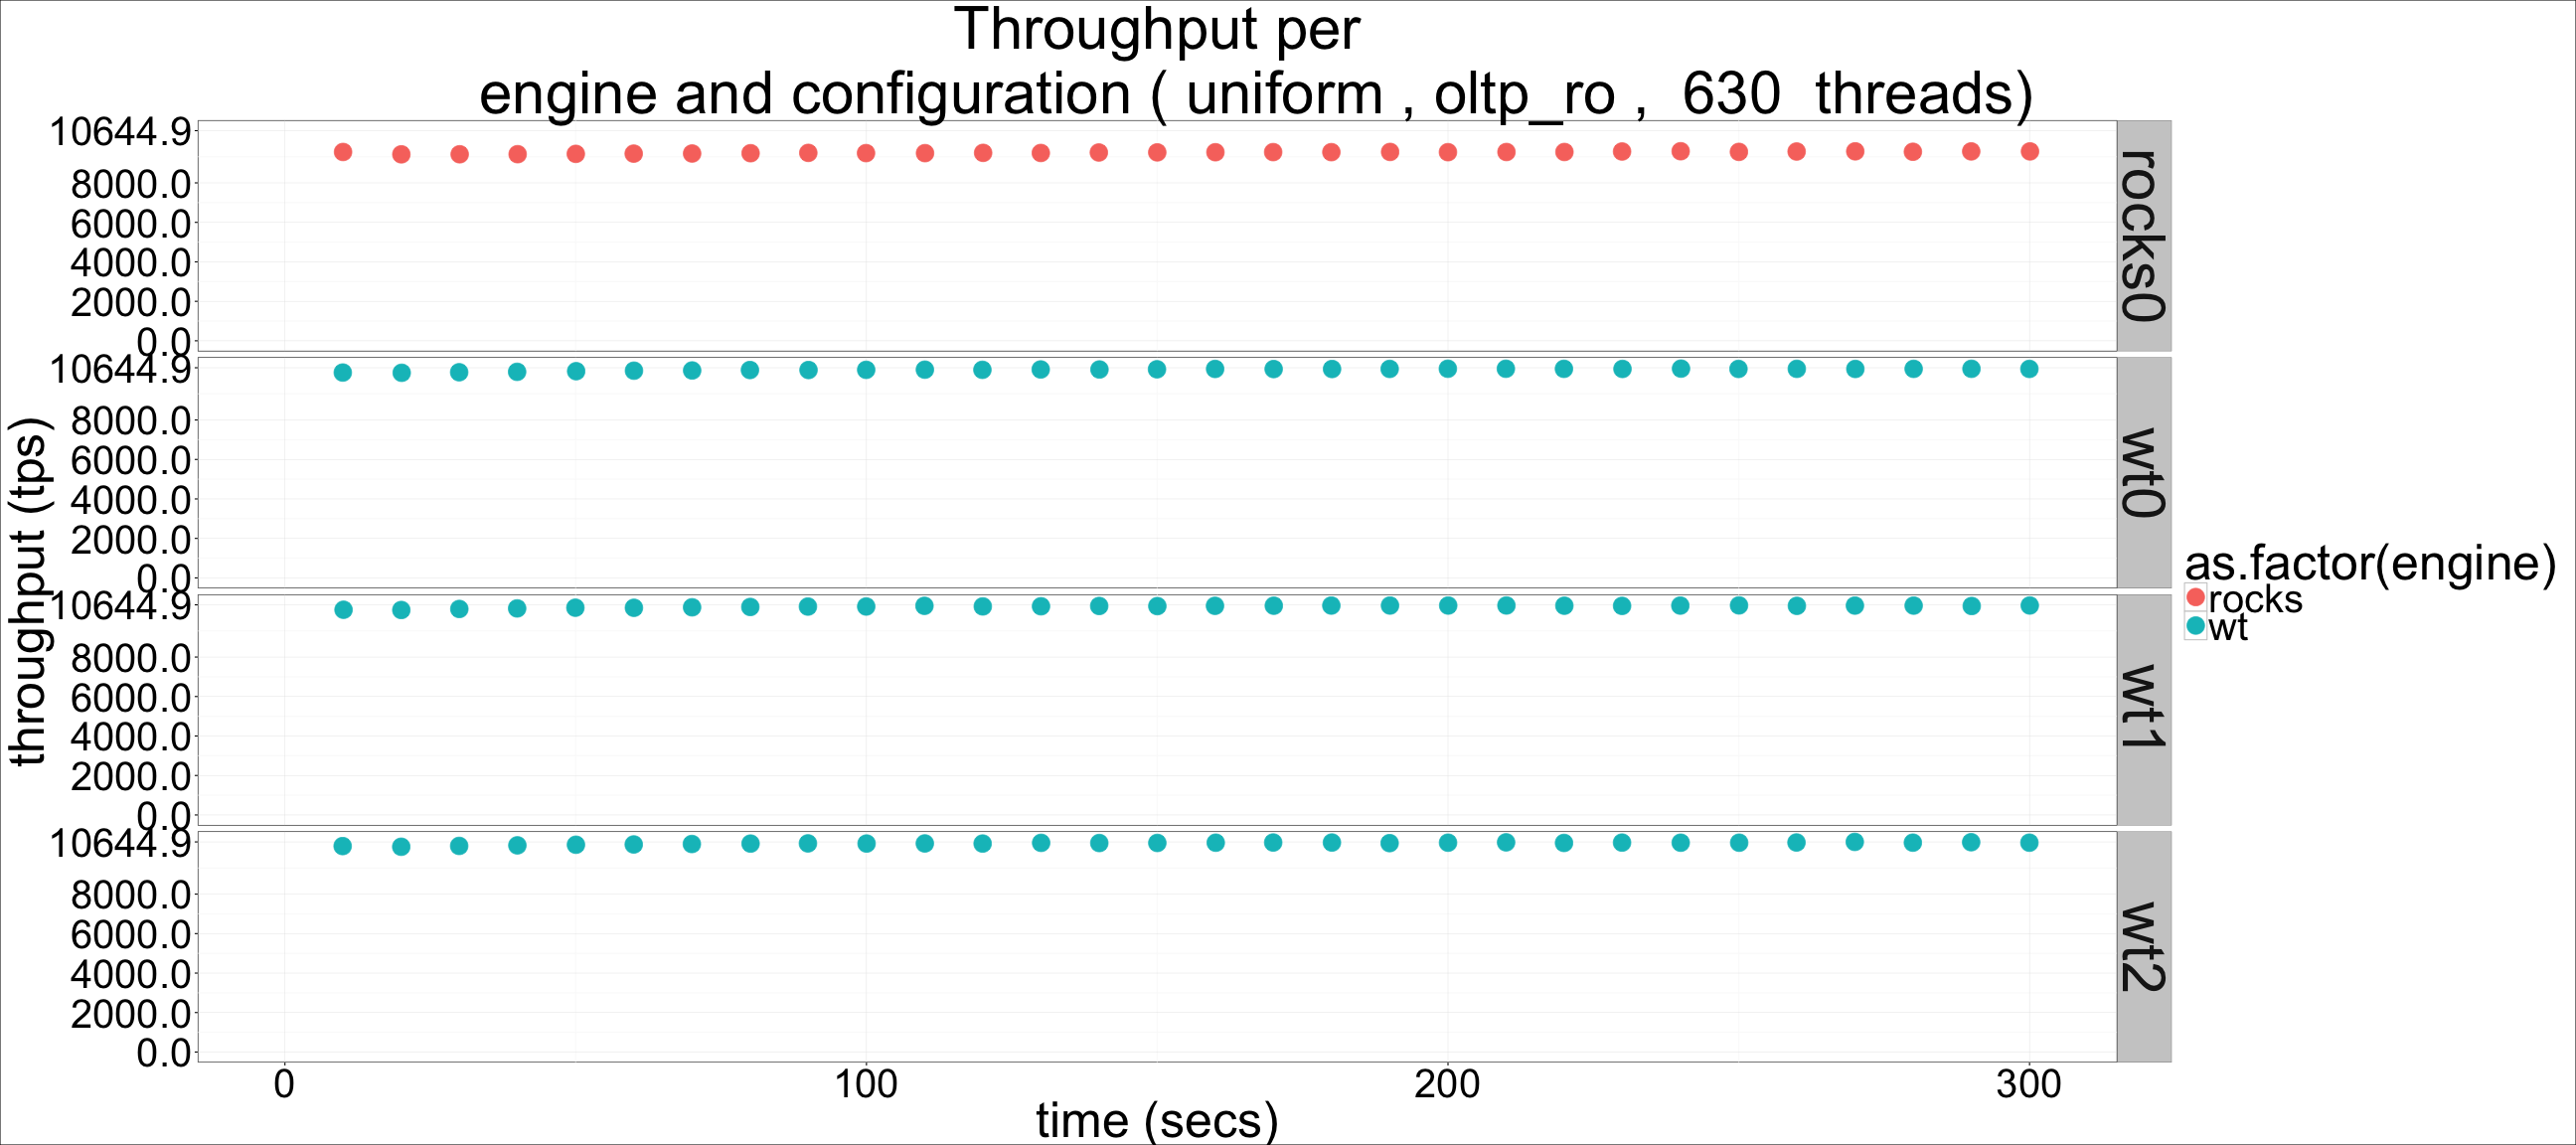 Throughput per
engine and configuration ( uniform , oltp_ro ,  630  threads)
throughput (tps)
10644.9
8000.0
6000.0
4000.0
2000.0
0.0
rocks0
10644.9
8000.0
6000.0
4000.0
2000.0
0.0
wt0
10644.9
8000.0
6000.0
4000.0
2000.0
0.0
wt1
10644.9
8000.0
6000.0
4000.0
2000.0
0.0
wt2
0 100 200 300
time (secs)
as.factor(engine)
rocks
wt